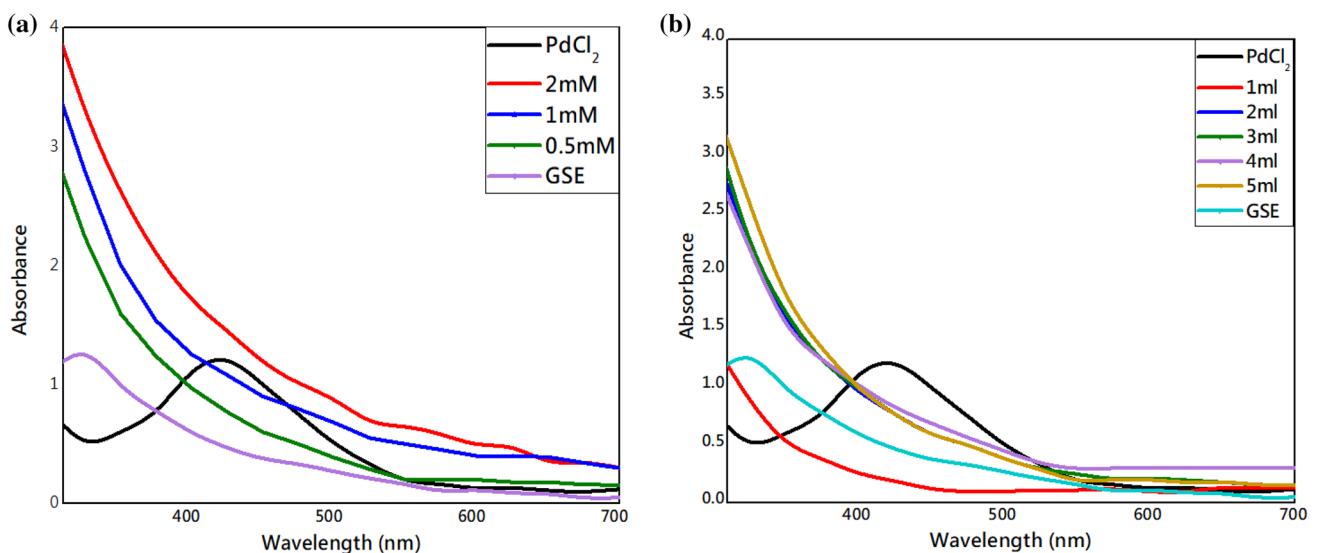 (a)
4
3
2
1
0
400
500
600
700
Absorbance
Wavelength (nm)
PdCl₂
2mM
1mM
0.5mM
GSE
(b)
4.0
3.5
3.0
2.5
2.0
1.5
1.0
0.5
0.0
400
500
600
700
Absorbance
Wavelength (nm)
PdCl₂
1ml
2ml
3ml
4ml
5ml
GSE